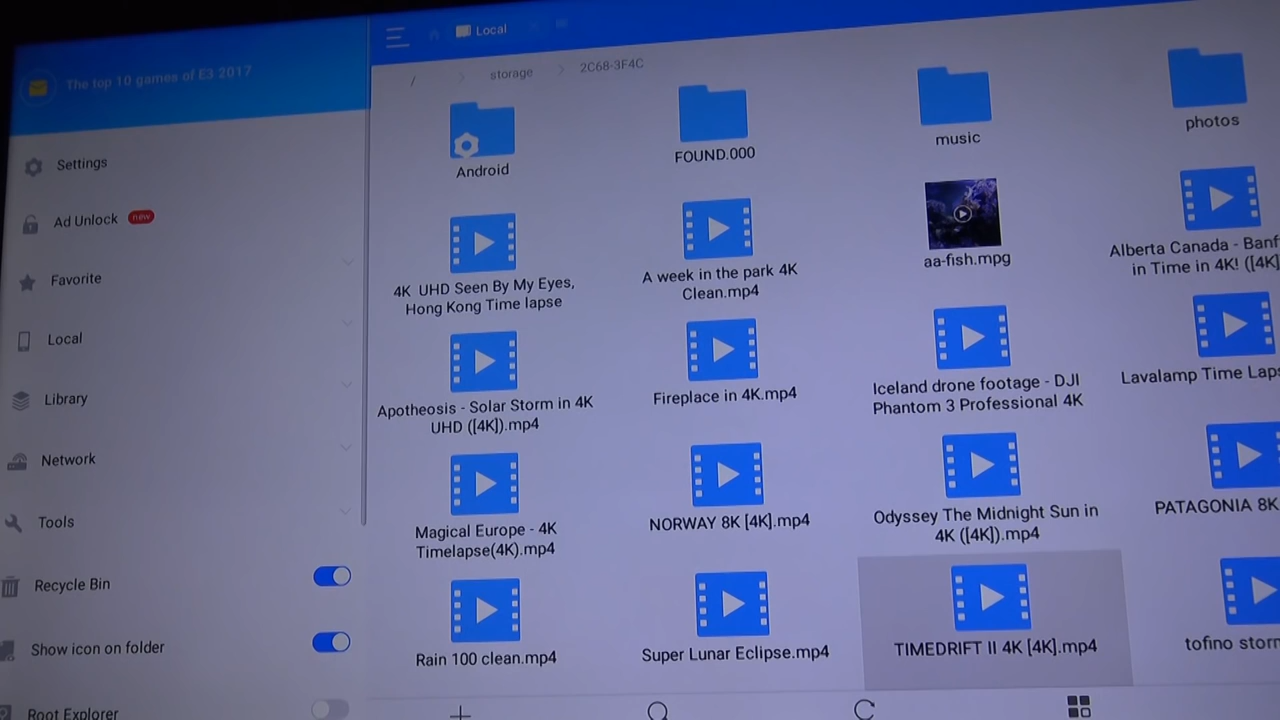 The top 10 games of E3 2017
Settings
Ad Unlock new
Favorite
Local
Library
Network
Tools
Recycle Bin
Show icon on folder
Root Explorer
Local
/ storage 2C68-3F4C
Android
FOUND.000
music
photos
4K UHD Seen By My Eyes,
Hong Kong Time lapse
A week in the park 4K
Clean.mp4
aa-fish.mpg
Alberta Canada - Banf
in Time in 4K! ([4K]
Apotheosis - Solar Storm in 4K
UHD ([4K]).mp4
Fireplace in 4K.mp4
Iceland drone footage - DJI
Phantom 3 Professional 4K
Lavalamp Time Laps
Magical Europe - 4K
Timelapse(4K).mp4
NORWAY 8K [4K].mp4
Odyssey The Midnight Sun in
4K ([4K]).mp4
PATAGONIA 8K
Rain 100 clean.mp4
Super Lunar Eclipse.mp4
TIMEDRIFT II 4K [4K].mp4
tofino storm